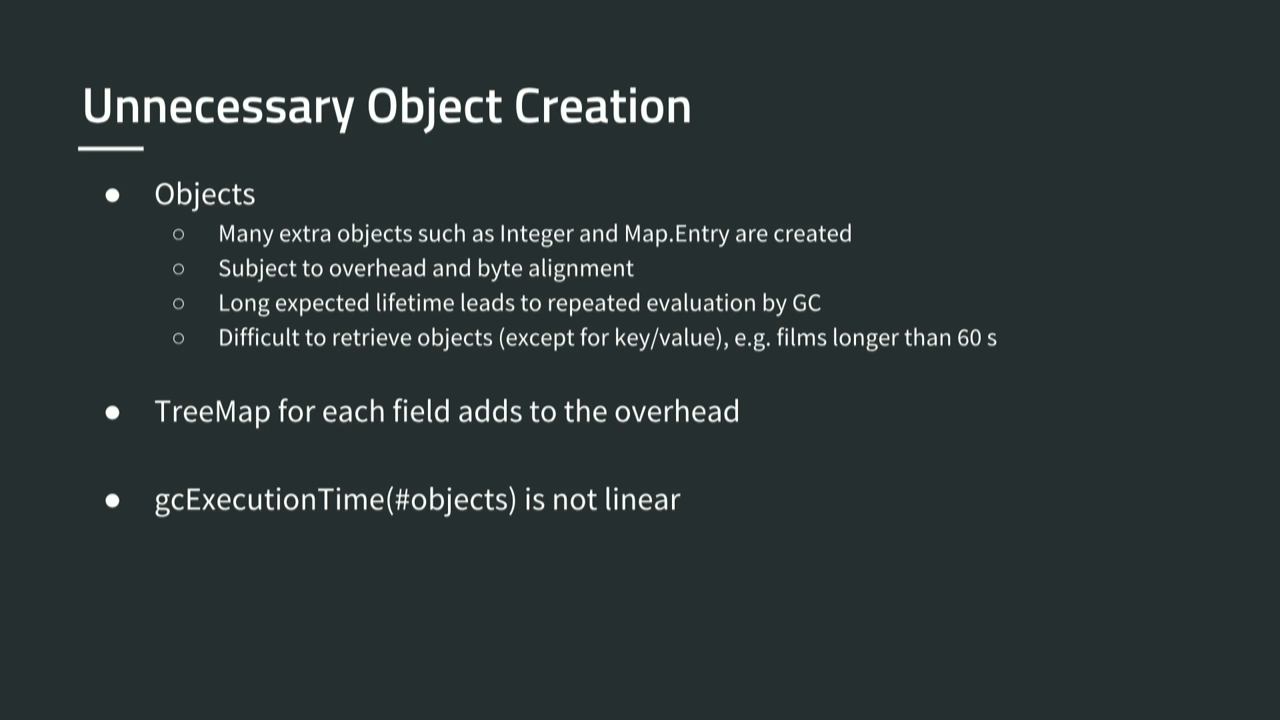 Unnecessary Object Creation
● Objects
○ Many extra objects such as Integer and Map.Entry are created
○ Subject to overhead and byte alignment
○ Long expected lifetime leads to repeated evaluation by GC
○ Difficult to retrieve objects (except for key/value), e.g. films longer than 60 s
● TreeMap for each field adds to the overhead
● gcExecutionTime(#objects) is not linear